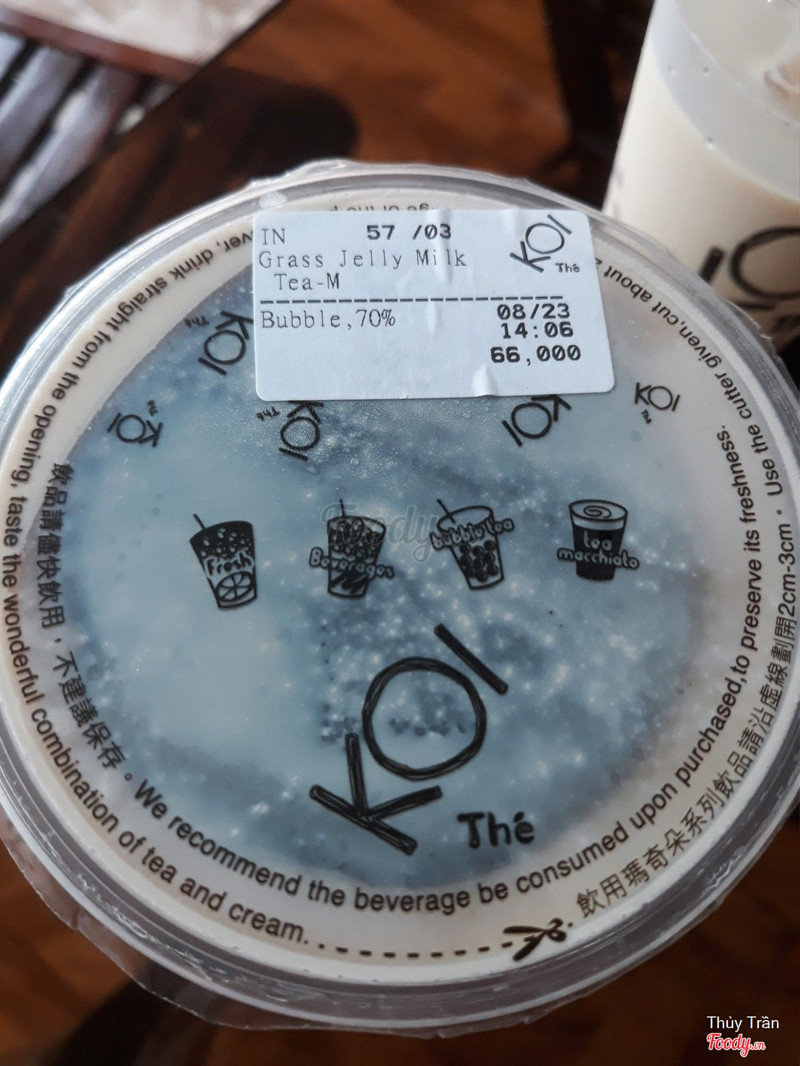 IN 57 /03
Grass Jelly Milk
Tea-M
KOI
Thé
Bubble,70% 08/23
14:06
66,000
KOI
Thé
KOI
KOI
Thé
KOI
KOI
Fresh
Beverages
bubble tea
tea
macchiato
Foody
KOI
Thé
KOI
drink straight from the opening, taste the wonderful combination of tea and cream. . .
飲品請儘快飲用，不建議保存。We recommend the beverage be consumed upon purchased,to preserve its freshness.
飲用瑪奇朵系列飲品請沿虛線劃開2cm-3cm。 Use the cutter given,cut about
Thủy Trần
Foody.vn